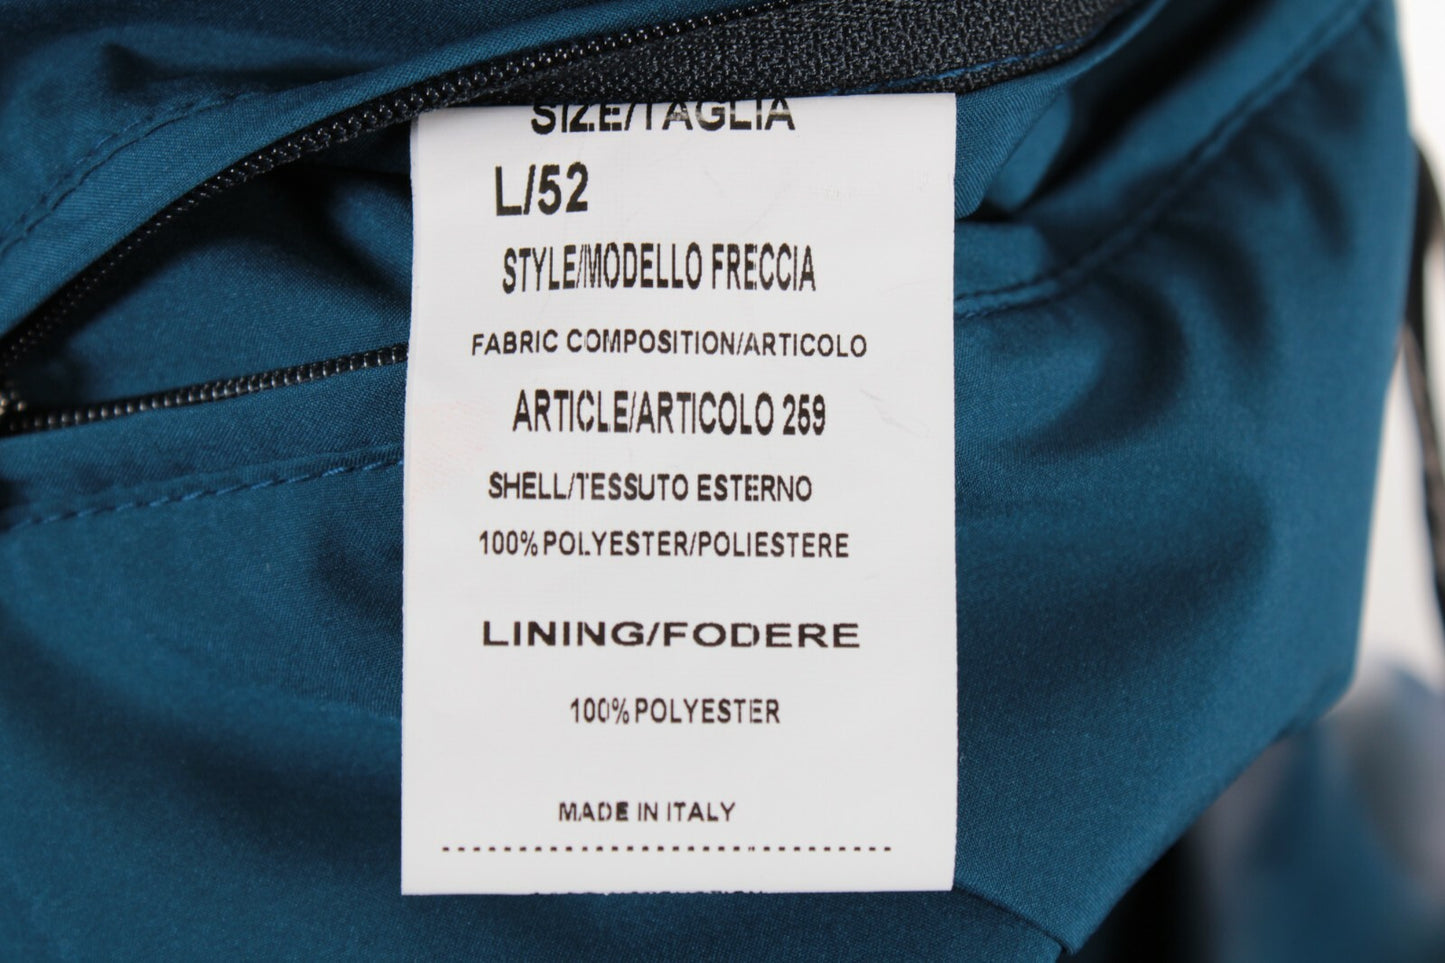 SIZE/TAGLIA
L/52
STYLE/MODELLO FRECCIA
FABRIC COMPOSITION/ARTICOLO
ARTICLE/ARTICOLO 259
SHELL/TESSUTO ESTERNO
100% POLYESTER/POLIESTERE
LINING/FODERE
100% POLYESTER
MADE IN ITALY